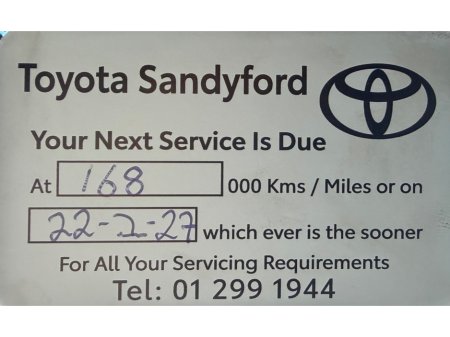 Toyota Sandyford
Your Next Service Is Due
At 168 000 Kms / Miles or on
22-2-27 which ever is the sooner
For All Your Servicing Requirements
Tel: 01 299 1944